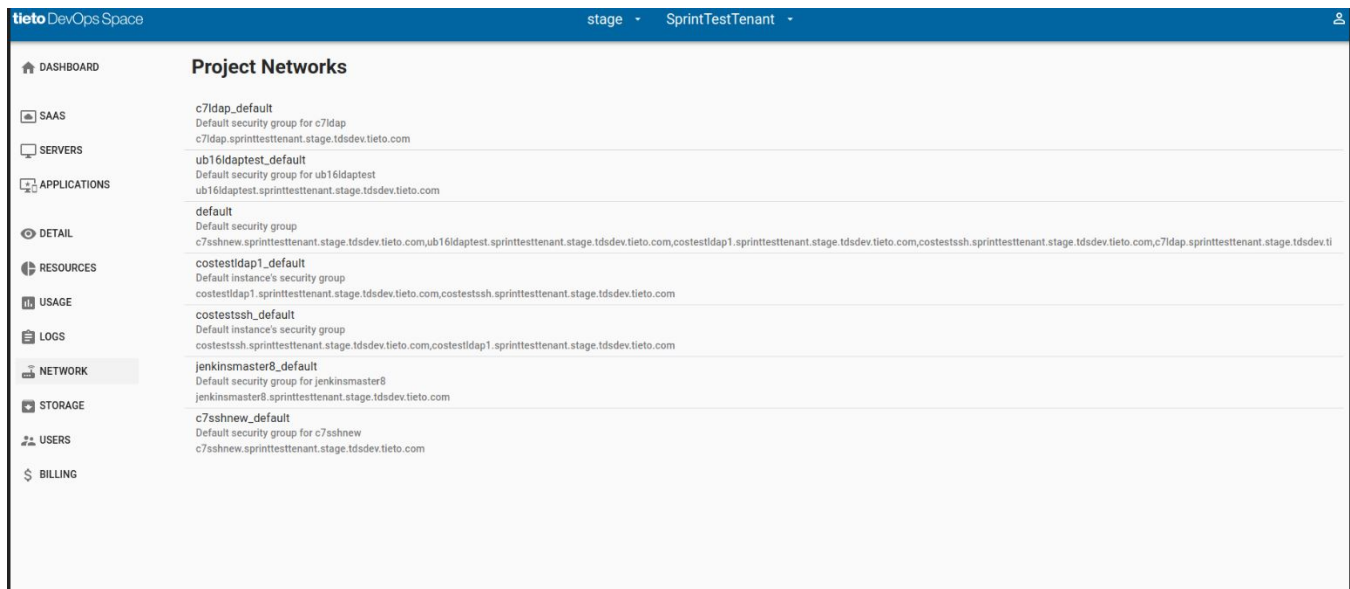 tieto DevOps Space
stage
SprintTestTenant
DASHBOARD
SAAS
SERVERS
APPLICATIONS
DETAIL
RESOURCES
USAGE
LOGS
NETWORK
STORAGE
USERS
BILLING
Project Networks
c7ldap_default
Default security group for c7ldap
c7ldap.sprinttesttenant.stage.tdsdev.tieto.com
ub16ldaptest_default
Default security group for ub16ldaptest
ub16ldaptest.sprinttesttenant.stage.tdsdev.tieto.com
default
Default security group
c7sshnew.sprinttesttenant.stage.tdsdev.tieto.com,ub16ldaptest.sprinttesttenant.stage.tdsdev.tieto.com,costestldap1.sprinttesttenant.stage.tdsdev.tieto.com,costestssh.sprinttesttenant.stage.tdsdev.tieto.com,c7ldap.sprinttesttenant.stage.tdsdev.ti
costestldap1_default
Default instance's security group
costestldap1.sprinttesttenant.stage.tdsdev.tieto.com,costestssh.sprinttesttenant.stage.tdsdev.tieto.com
costestssh_default
Default instance's security group
costestssh.sprinttesttenant.stage.tdsdev.tieto.com,costestldap1.sprinttesttenant.stage.tdsdev.tieto.com
jenkinsmaster8_default
Default security group for jenkinsmaster8
jenkinsmaster8.sprinttesttenant.stage.tdsdev.tieto.com
c7sshnew_default
Default security group for c7sshnew
c7sshnew.sprinttesttenant.stage.tdsdev.tieto.com